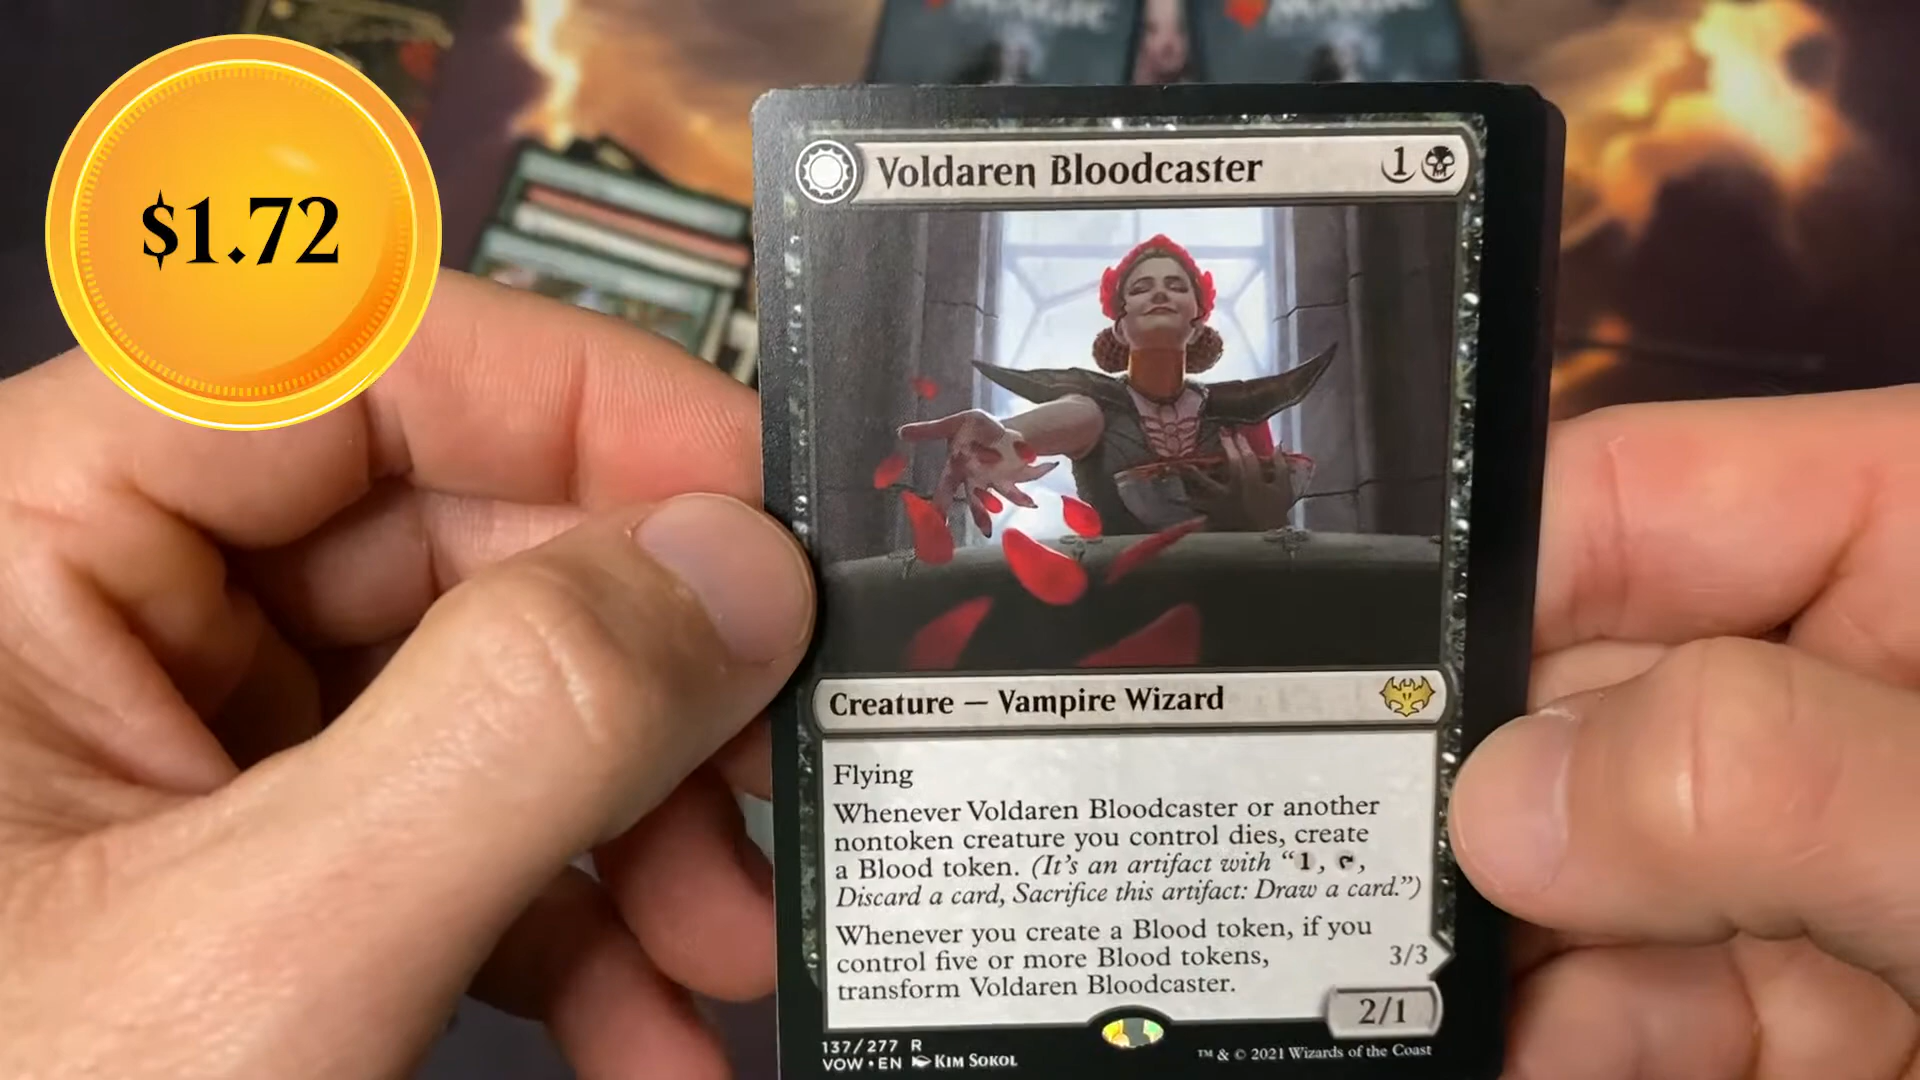 MAGIC
MAGIC
$1.72
Voldaren Bloodcaster 1
Creature — Vampire Wizard
Flying
Whenever Voldaren Bloodcaster or another
nontoken creature you control dies, create
a Blood token. (It's an artifact with “1, ,
Discard a card, Sacrifice this artifact: Draw a card.”)
Whenever you create a Blood token, if you
control five or more Blood tokens,
transform Voldaren Bloodcaster.
3/3
2/1
137/277 R
VOW • EN Kim Sokol
™ & © 2021 Wizards of the Coast